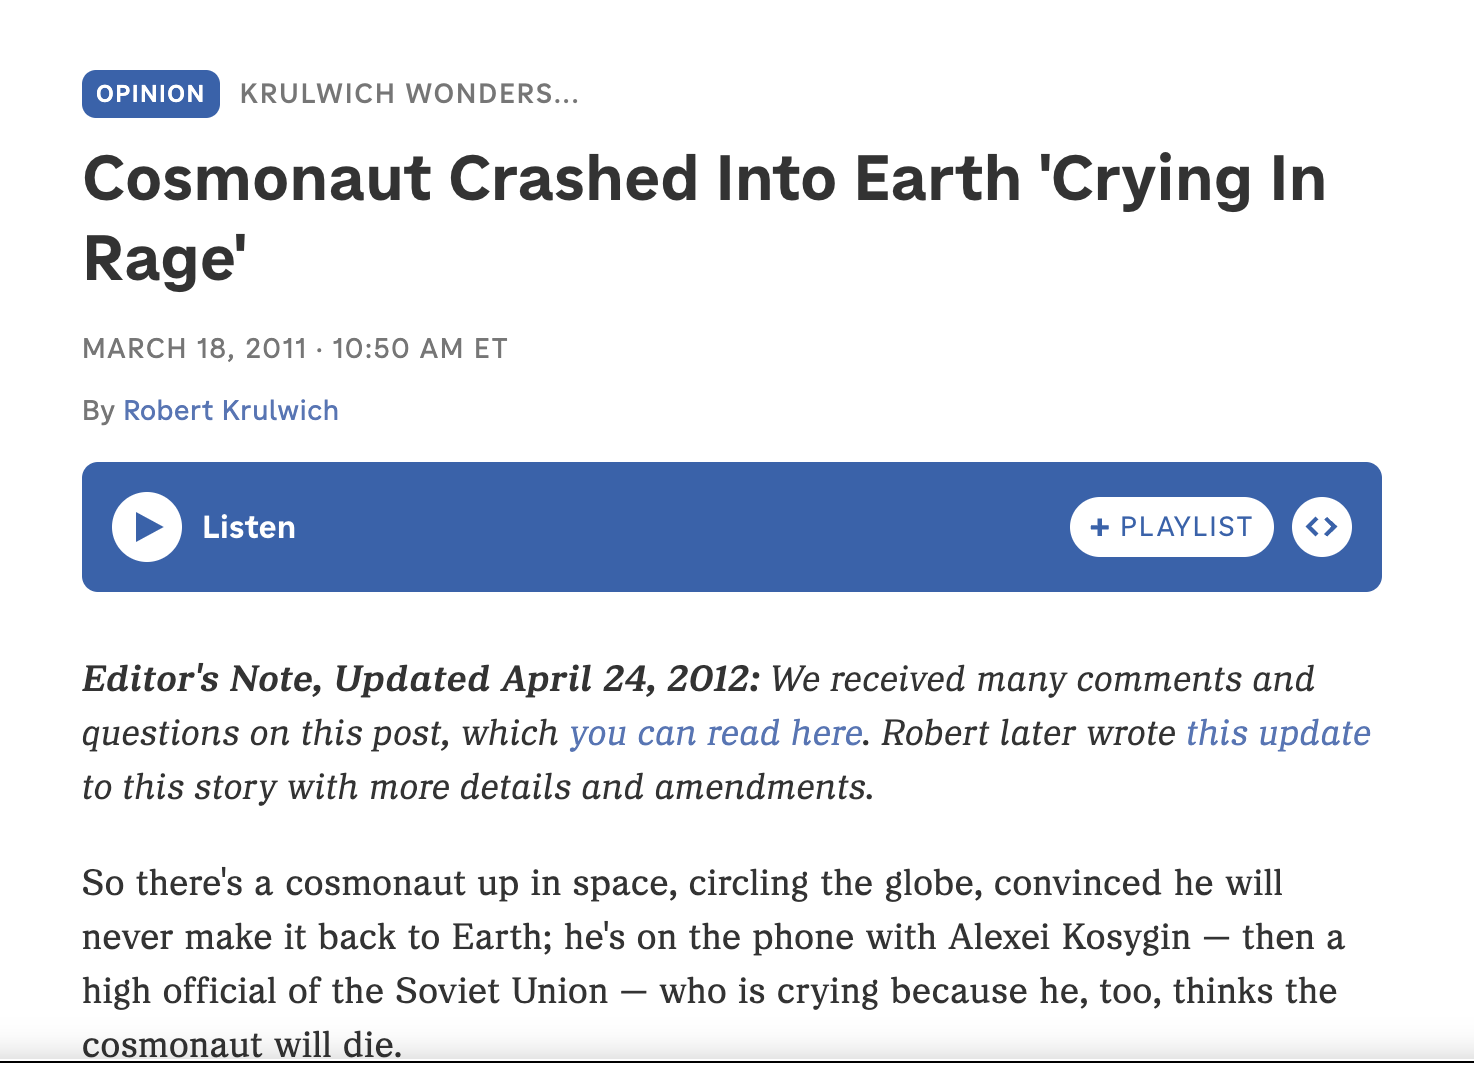 OPINION KRULWICH WONDERS...
Cosmonaut Crashed Into Earth 'Crying In
Rage'
MARCH 18, 2011 · 10:50 AM ET
By Robert Krulwich
Listen + PLAYLIST <>
Editor's Note, Updated April 24, 2012: We received many comments and
questions on this post, which you can read here. Robert later wrote this update
to this story with more details and amendments.
So there's a cosmonaut up in space, circling the globe, convinced he will
never make it back to Earth; he's on the phone with Alexei Kosygin — then a
high official of the Soviet Union — who is crying because he, too, thinks the
cosmonaut will die.